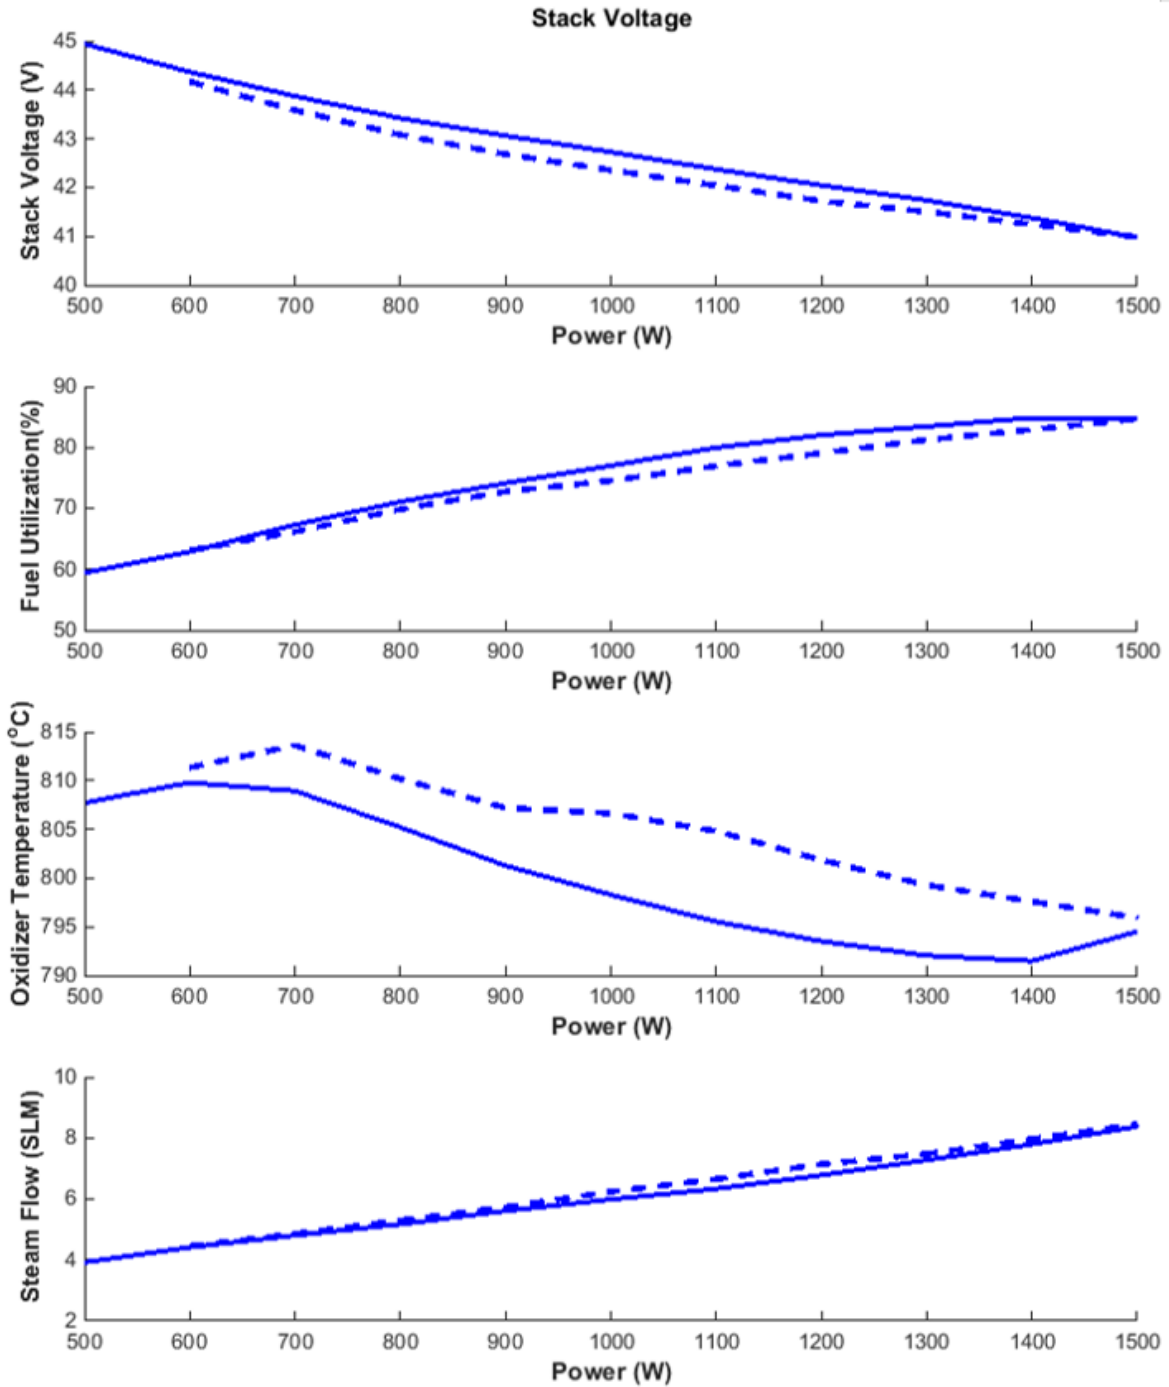 Stack Voltage
Stack Voltage (V)
45
44
43
42
41
40
500 600 700 800 900 1000 1100 1200 1300 1400 1500
Power (W)
Fuel Utilization(%)
90
80
70
60
50
500 600 700 800 900 1000 1100 1200 1300 1400 1500
Power (W)
Oxidizer Temperature (°C)
815
810
805
800
795
790
500 600 700 800 900 1000 1100 1200 1300 1400 1500
Power (W)
Steam Flow (SLM)
10
8
6
4
2
500 600 700 800 900 1000 1100 1200 1300 1400 1500
Power (W)